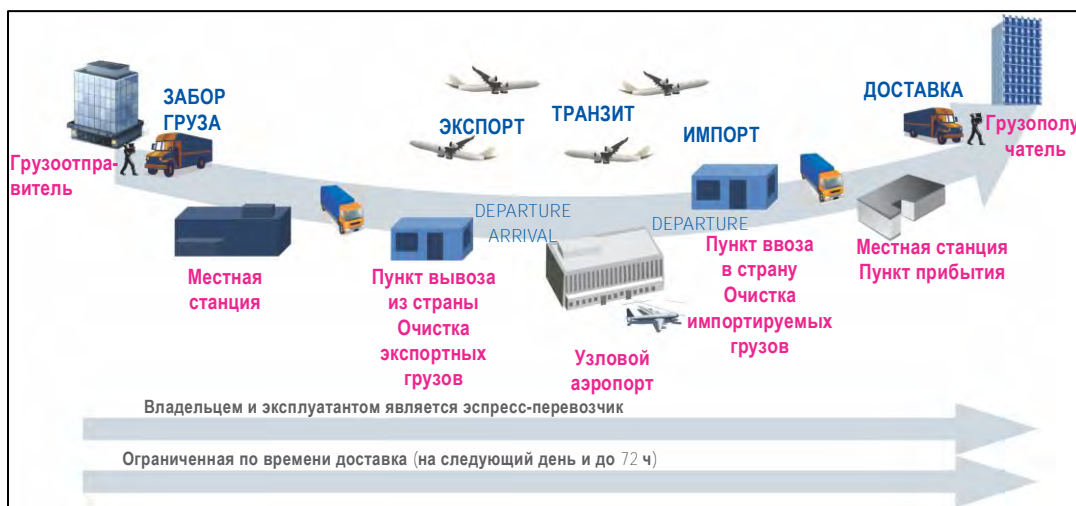 ЗАБОР
ГРУЗА
Грузоотпра-
витель
Местная
станция
ЭКСПОРТ
DEPARTURE
ARRIVAL
Пункт вывоза
из страны
Очистка
экспортных
грузов
ТРАНЗИТ
Узловой
аэропорт
ИМПОРТ
DEPARTURE
Пункт ввоза
в страну
Очистка
импортируемых
грузов
ДОСТАВКА
Грузополу
чатель
Местная станция
Пункт прибытия
Владельцем и эксплуатантом является эспресс-перевозчик
Ограниченная по времени доставка (на следующий день и до 72 ч)